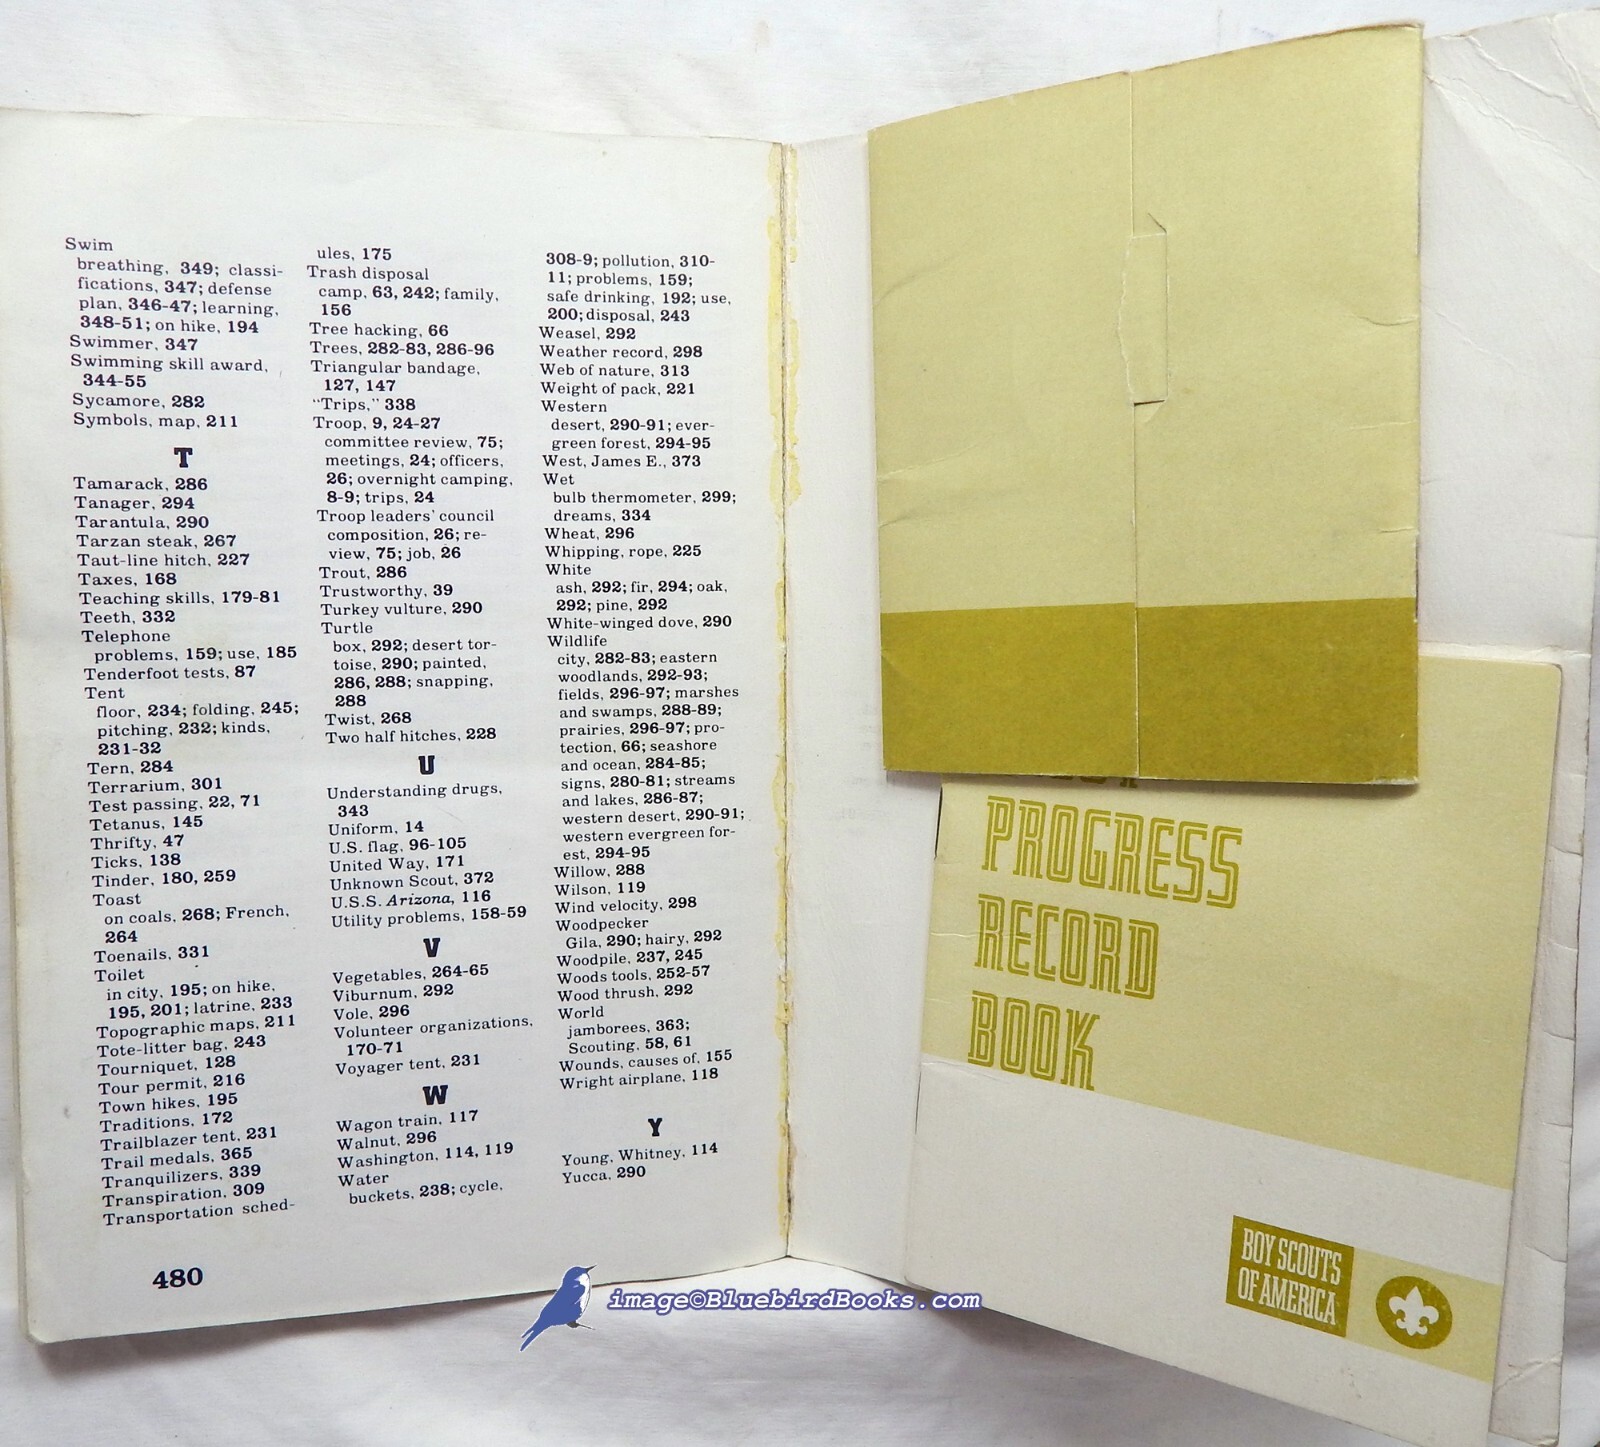 Swim
breathing, 349; classi-
fications, 347; defense
plan, 346-47; learning,
348-51; on hike, 194
Swimmer, 347
Swimming skill award,
344-55
Sycamore, 282
Symbols, map, 211
T
Tamarack, 286
Tanager, 294
Tarantula, 290
Tarzan steak, 267
Taut-line hitch, 227
Taxes, 168
Teaching skills, 179-81
Teeth, 332
Telephone
problems, 159; use, 185
Tenderfoot tests, 87
Tent
floor, 234; folding, 245;
pitching, 232; kinds,
231-32
Tern, 284
Terrarium, 301
Test passing, 22, 71
Tetanus, 145
Thrifty, 47
Ticks, 138
Tinder, 180, 259
Toast
on coals, 268; French,
264
Toenails, 331
Toilet
in city, 195; on hike,
195, 201; latrine, 233
Topographic maps, 211
Tote-litter bag, 243
Tourniquet, 128
Tour permit, 216
Town hikes, 195
Traditions, 172
Trailblazer tent, 231
Trail medals, 365
Tranquilizers, 339
Transpiration, 309
Transportation sched-
ules, 175
Trash disposal
camp, 63, 242; family,
156
Tree hacking, 66
Trees, 282-83, 286-96
Triangular bandage,
127, 147
"Trips," 338
Troop, 9, 24-27
committee review, 75;
meetings, 24; officers,
26; overnight camping,
8-9; trips, 24
Troop leaders' council
composition, 26; re-
view, 75; job, 26
Trout, 286
Trustworthy, 39
Turkey vulture, 290
Turtle
box, 292; desert tor-
toise, 290; painted,
286, 288; snapping,
288
Twist, 268
Two half hitches, 228
U
Understanding drugs,
343
Uniform, 14
U.S. flag, 96-105
United Way, 171
Unknown Scout, 372
U.S.S. Arizona, 116
Utility problems, 158-59
V
Vegetables, 264-65
Viburnum, 292
Vole, 296
Volunteer organizations,
170-71
Voyager tent, 231
W
Wagon train, 117
Walnut, 296
Washington, 114, 119
Water
buckets, 238; cycle,
308-9; pollution, 310-
11; problems, 159;
safe drinking, 192; use,
200; disposal, 243
Weasel, 292
Weather record, 298
Web of nature, 313
Weight of pack, 221
Western
desert, 290-91; ever-
green forest, 294-95
West, James E., 373
Wet
bulb thermometer, 299;
dreams, 334
Wheat, 296
Whipping, rope, 225
White
ash, 292; fir, 294; oak,
292; pine, 292
White-winged dove, 290
Wildlife
city, 282-83; eastern
woodlands, 292-93;
fields, 296-97; marshes
and swamps, 288-89;
prairies, 296-97; pro-
tection, 66; seashore
and ocean, 284-85;
signs, 280-81; streams
and lakes, 286-87;
western desert, 290-91;
western evergreen for-
est, 294-95
Willow, 288
Wilson, 119
Wind velocity, 298
Woodpecker
Gila, 290; hairy, 292
Woodpile, 237, 245
Woods tools, 252-57
Wood thrush, 292
World
jamborees, 363;
Scouting, 58, 61
Wounds, causes of, 155
Wright airplane, 118
Y
Young, Whitney, 114
Yucca, 290
480
PROGRESS
RECORD
BOOK
BOY SCOUTS
OF AMERICA
image©BluebirdBooks.com